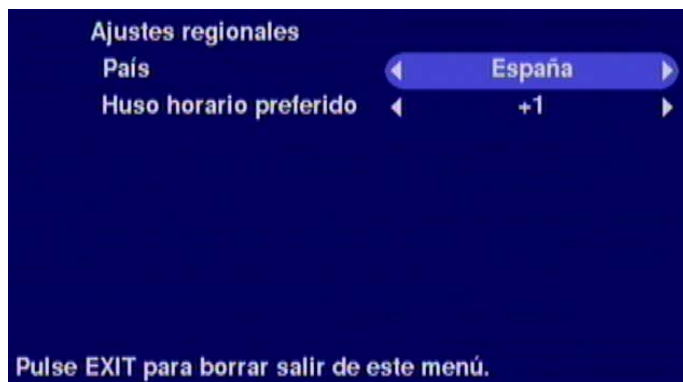 Ajustes regionales
País España
Huso horario preferido +1
Pulse EXIT para borrar salir de este menú.